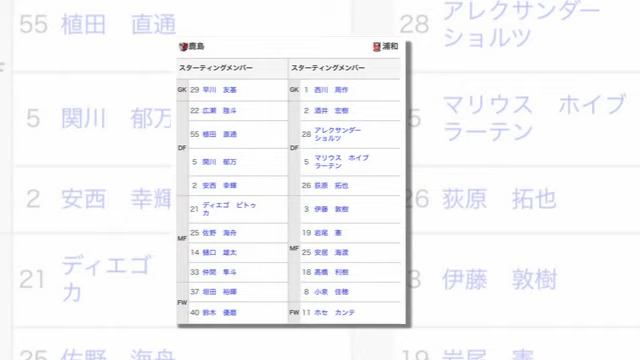 55 植田 直通
5 関川 郁万
2 安西 幸輝
21 ディエゴ
カ
25 佐野 海舟
鹿島
スターティングメンバー
GK 29 早川 友基
22 広瀬 陸斗
55 植田 直通
DF
5 関川 郁万
2 安西 幸輝
21 ディエゴ ピトゥ
カ
25 佐野 海舟
MF
14 樋口 雄太
33 仲間 隼斗
37 垣田 裕暉
FW
40 鈴木 優磨
浦和
スターティングメンバー
GK 1 西川 周作
2 酒井 宏樹
28 アレクサンダー
ショルツ
DF
5 マリウス ホイブ
ラーテン
26 荻原 拓也
3 伊藤 敦樹
19 岩尾 憲
MF
25 安居 海渡
18 高橋 利樹
8 小泉 佳穂
FW 11 ホセ カンテ
28 アレクサンダー
ショルツ
5 マリウス ホイブ
ラーテン
26 荻原 拓也
3 伊藤 敦樹
19 岩尾 憲